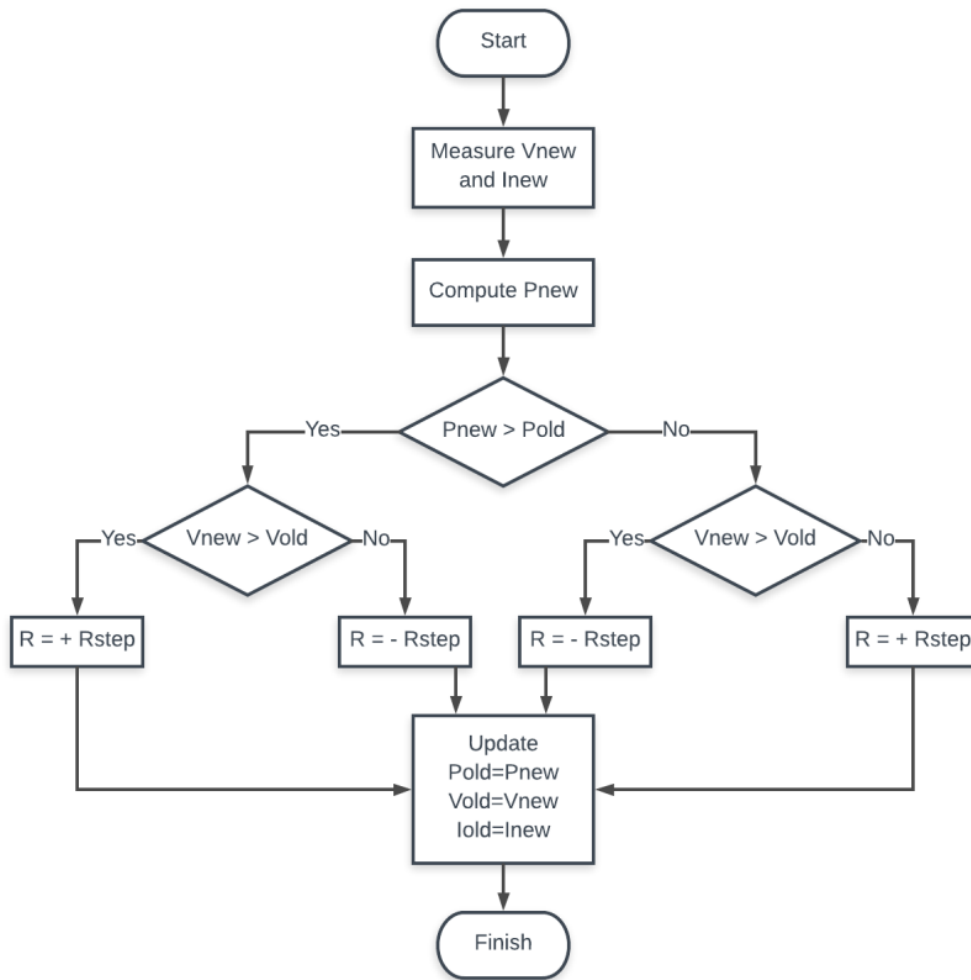 Start
Measure Vnew
and Inew
Compute Pnew
Pnew > Pold
Yes
No
Vnew > Vold
Yes
No
Vnew > Vold
Yes
No
R = + Rstep
R = - Rstep
R = - Rstep
R = + Rstep
Update
Pold=Pnew
Vold=Vnew
Iold=Inew
Finish